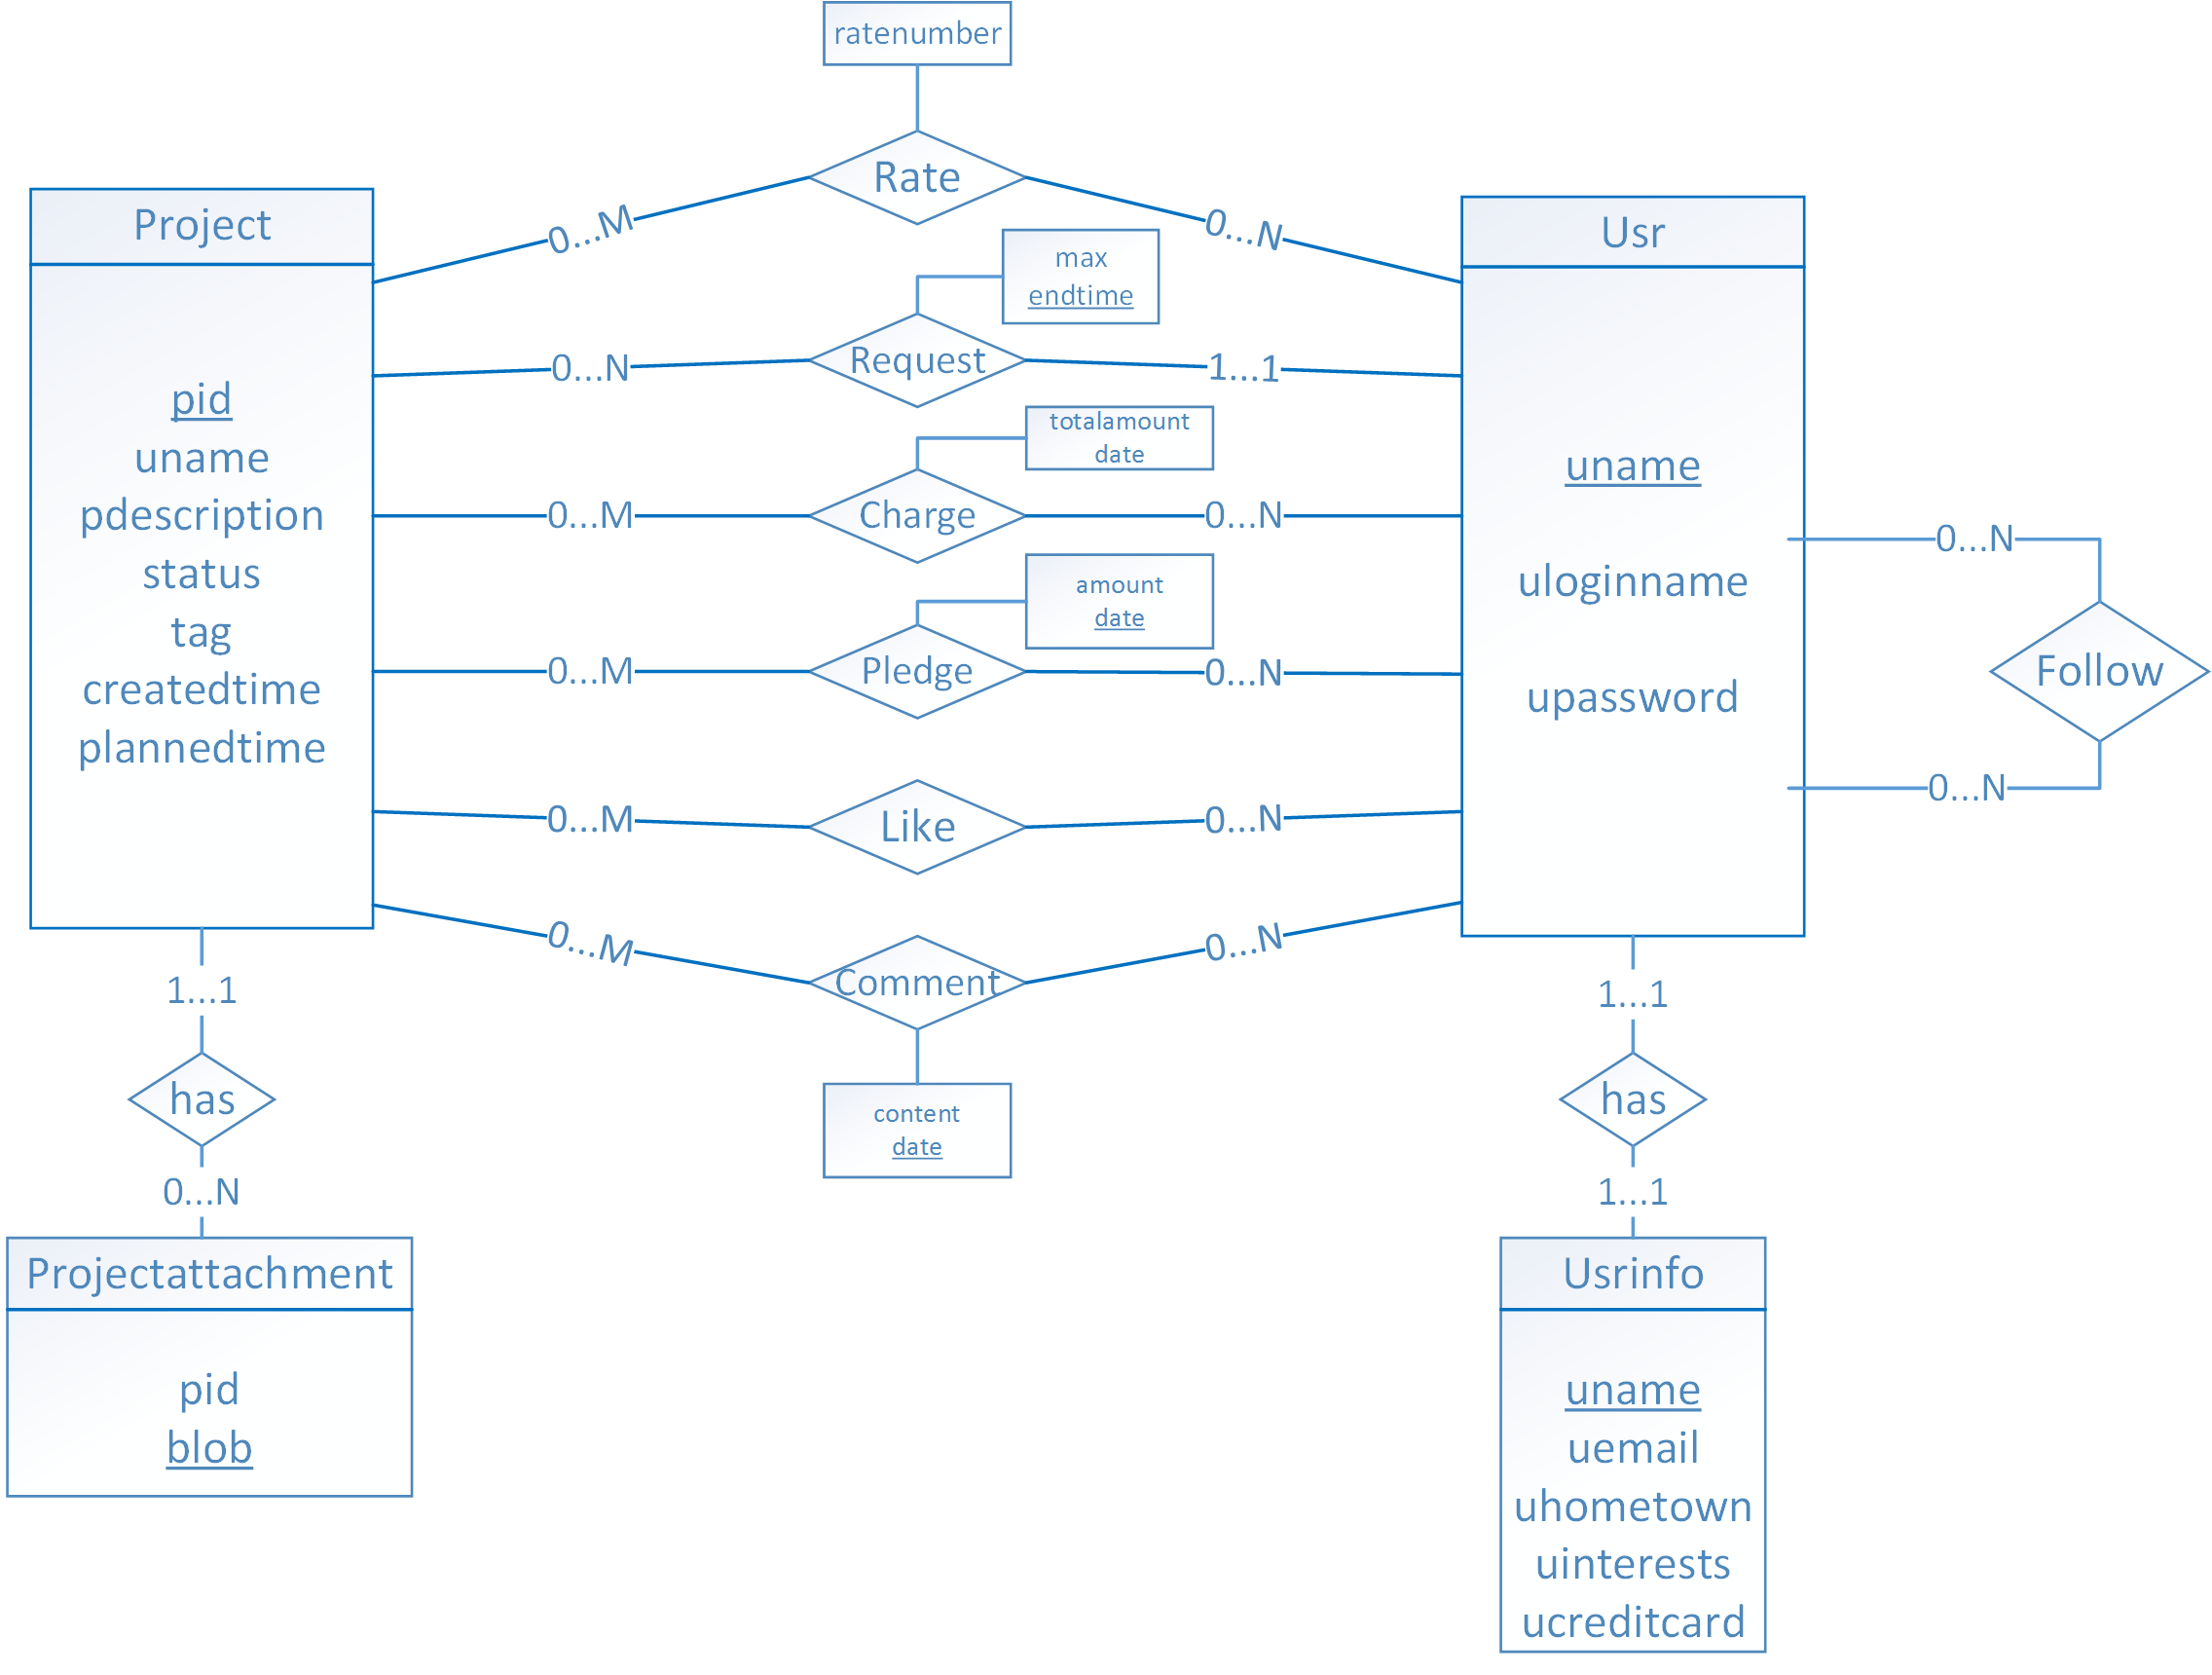 ratenumber
Rate
0...M
0...N
Project
pid
uname
pdescription
status
tag
createdtime
plannedtime
Usr
uname
uloginname
upassword
max
endtime
Request
0...N
1...1
totalamount
date
Charge
0...M
0...N
amount
date
Pledge
0...M
0...N
Like
0...M
0...N
Comment
0...M
0...N
content
date
0...N
Follow
0...N
1...1
has
0...N
Projectattachment
pid
blob
1...1
has
1...1
Usrinfo
uname
uemail
uhometown
uinterests
ucreditcard